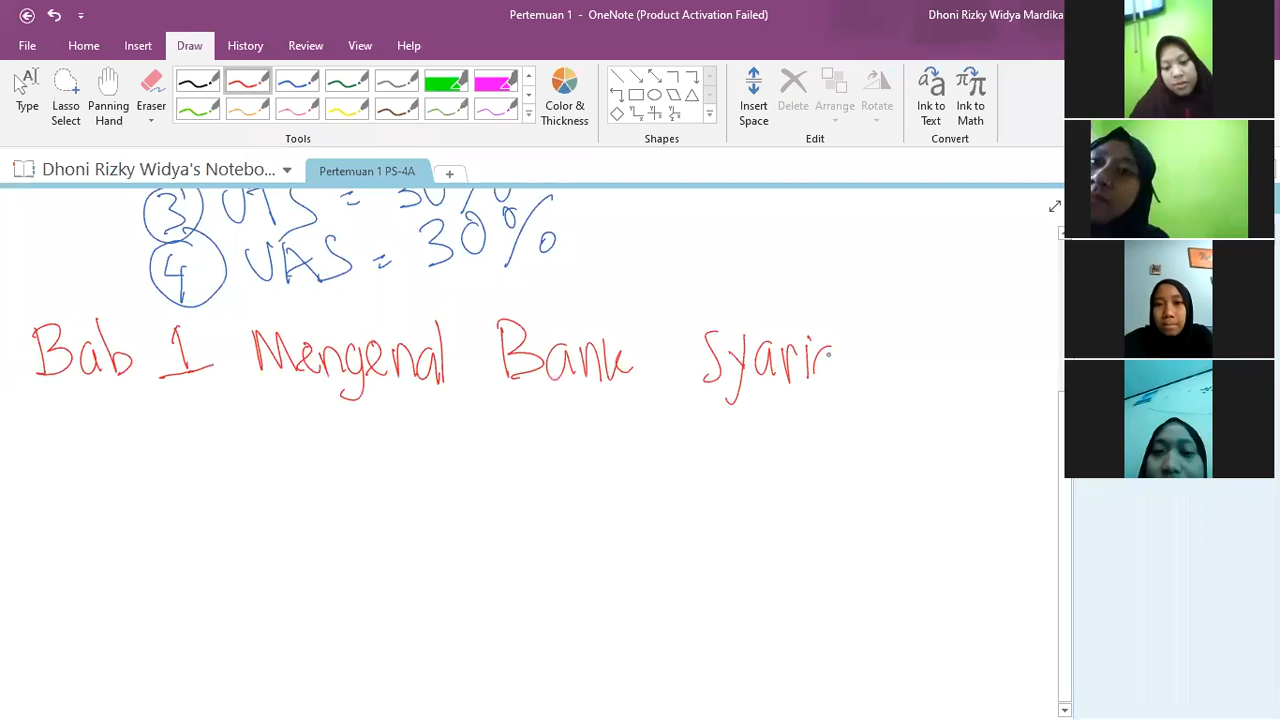 Pertemuan 1 - OneNote (Product Activation Failed)
Dhoni Rizky Widya Mardika
File Home Insert Draw History Review View Help
Type
Lasso Select
Panning Hand
Eraser
Color & Thickness
Insert Space
Delete
Arrange
Rotate
Ink to Text
Ink to Math
Tools
Shapes
Edit
Convert
Dhoni Rizky Widya's Notebo...
Pertemuan 1 PS-4A
3 UTS = 30%
4 UAS = 30%
Bab 1 Mengenal Bank Syari